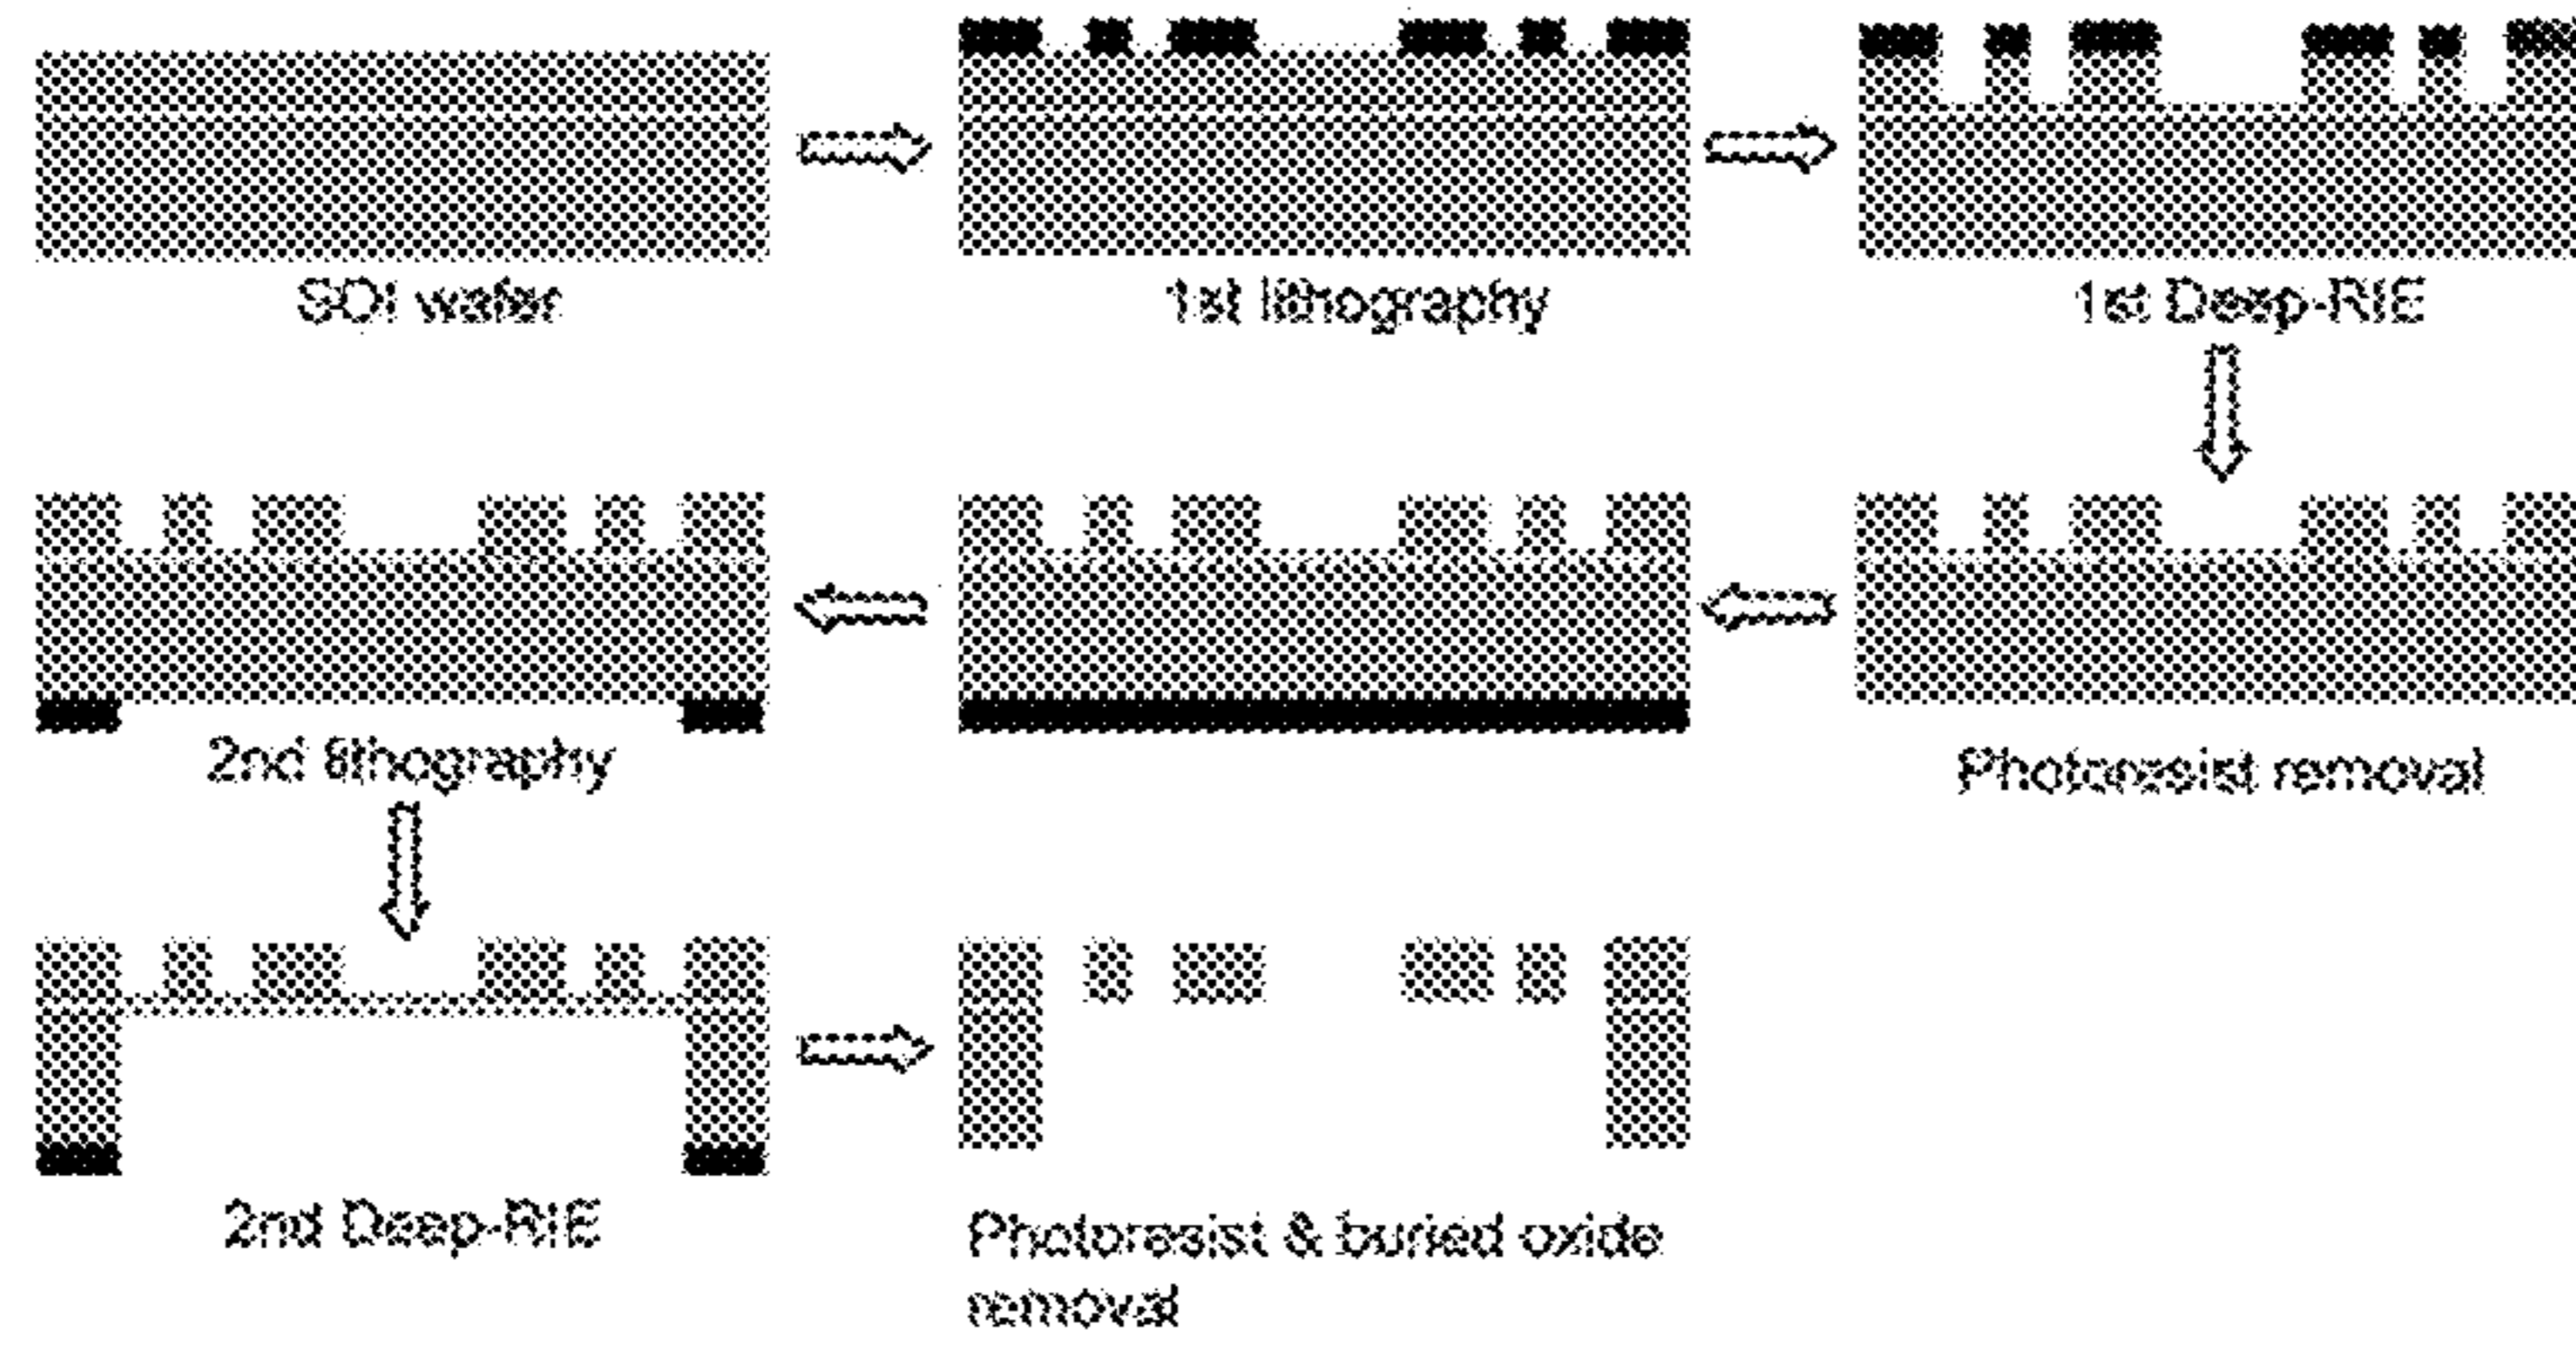 SOI wafer
1st lithography
1st Deep-RIE
2nd lithography
Photoresist removal
2nd Deep-RIE
Photoresist & buried oxide
removal